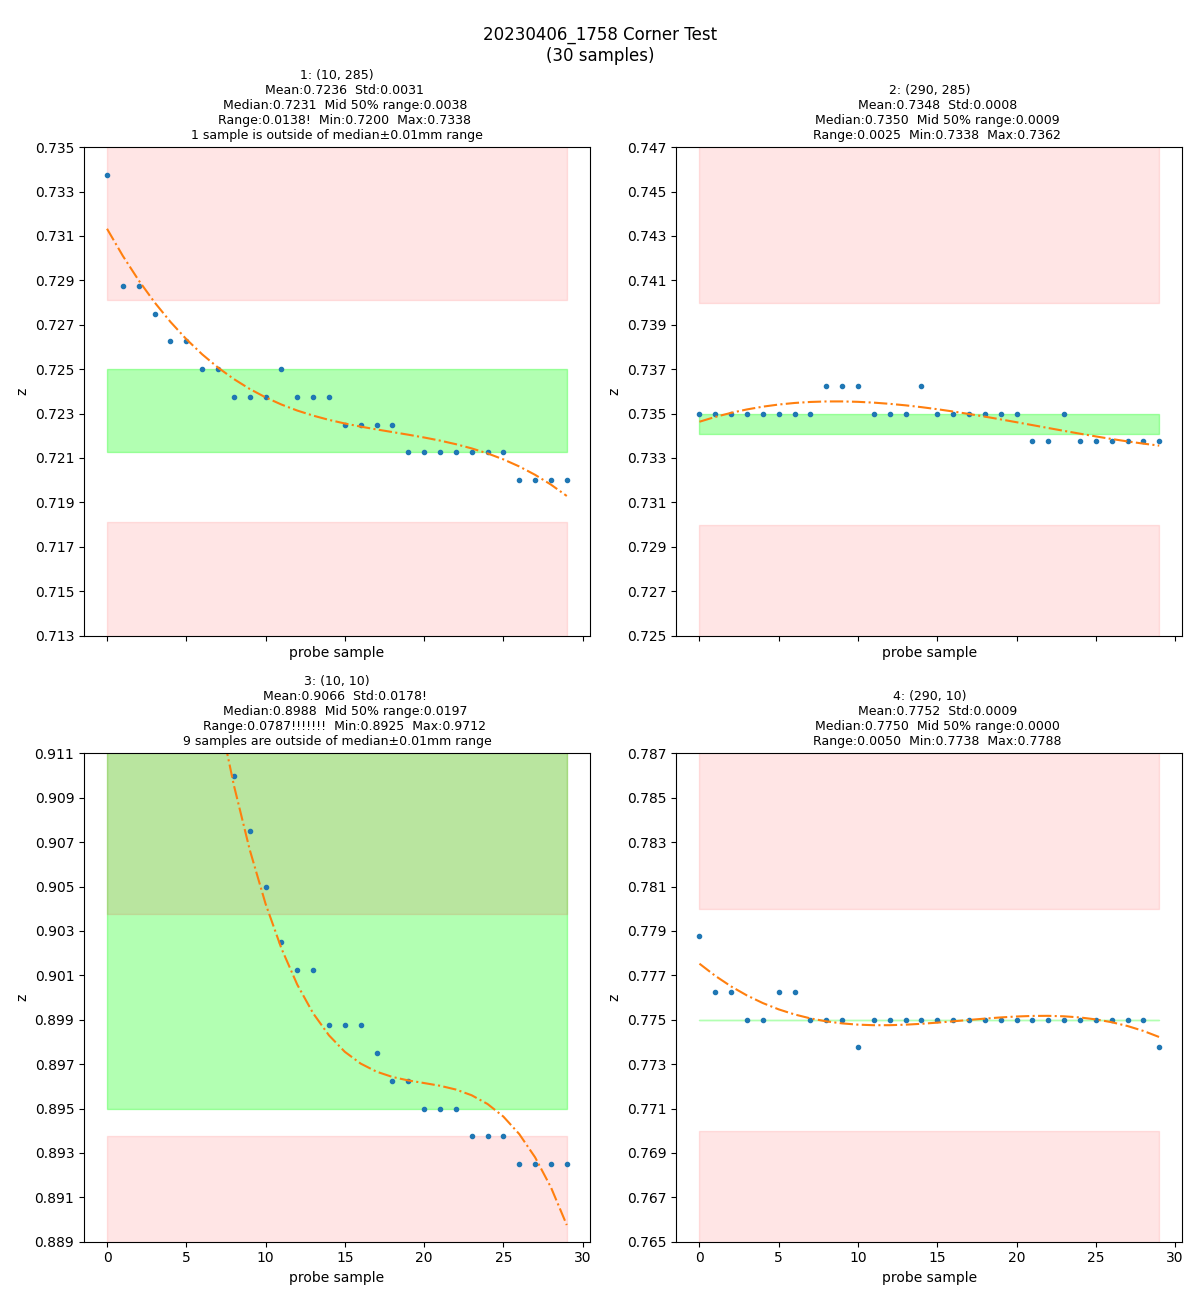 20230406_1758 Corner Test
(30 samples)
1: (10, 285)
Mean:0.7236  Std:0.0031
Median:0.7231  Mid 50% range:0.0038
Range:0.0138!  Min:0.7200  Max:0.7338
1 sample is outside of median±0.01mm range
0.735
0.733
0.731
0.729
0.727
0.725
0.723
0.721
0.719
0.717
0.715
0.713
z
probe sample
2: (290, 285)
Mean:0.7348  Std:0.0008
Median:0.7350  Mid 50% range:0.0009
Range:0.0025  Min:0.7338  Max:0.7362
0.747
0.745
0.743
0.741
0.739
0.737
0.735
0.733
0.731
0.729
0.727
0.725
z
probe sample
3: (10, 10)
Mean:0.9066  Std:0.0178!
Median:0.8988  Mid 50% range:0.0197
Range:0.0787!!!!!!!  Min:0.8925  Max:0.9712
9 samples are outside of median±0.01mm range
0.911
0.909
0.907
0.905
0.903
0.901
0.899
0.897
0.895
0.893
0.891
0.889
z
0 5 10 15 20 25 30
probe sample
4: (290, 10)
Mean:0.7752  Std:0.0009
Median:0.7750  Mid 50% range:0.0000
Range:0.0050  Min:0.7738  Max:0.7788
0.787
0.785
0.783
0.781
0.779
0.777
0.775
0.773
0.771
0.769
0.767
0.765
z
0 5 10 15 20 25 30
probe sample